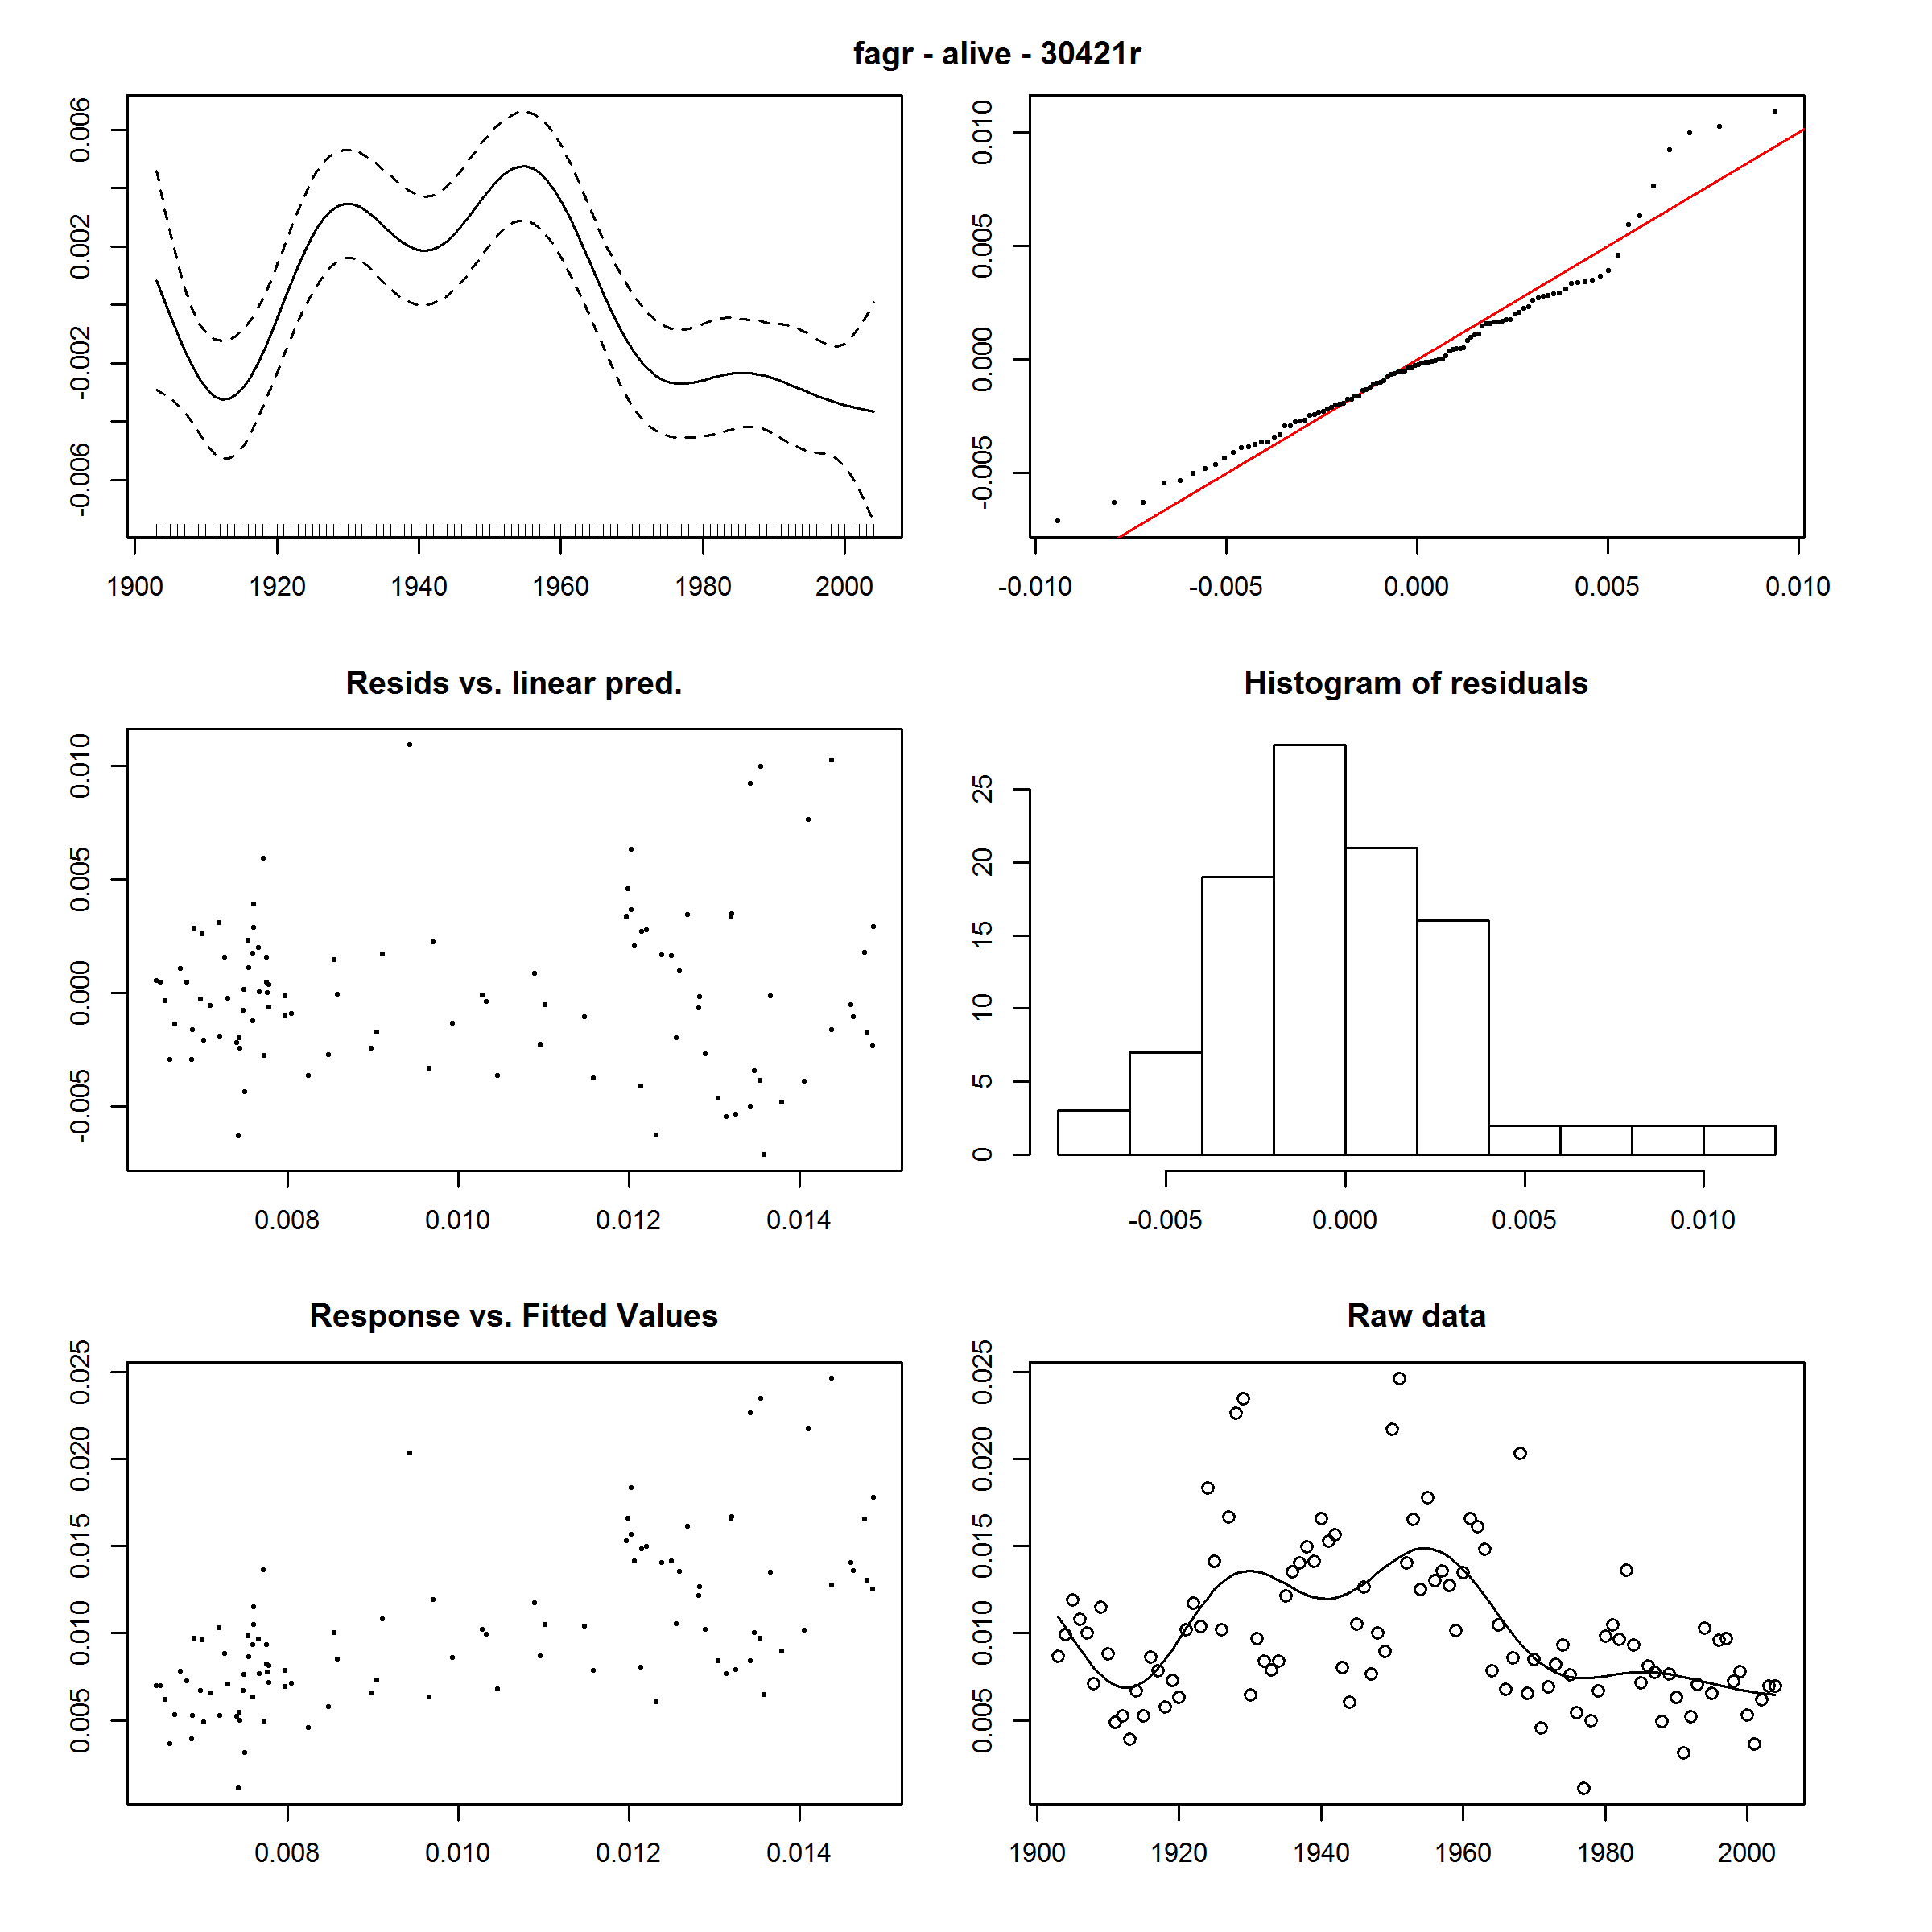 fagr - alive - 30421r
0.006
0.002
-0.002
-0.006
1900 1920 1940 1960 1980 2000
0.010
0.005
0.000
-0.005
-0.010 -0.005 0.000 0.005 0.010
Resids vs. linear pred.
0.010
0.005
0.000
-0.005
0.008 0.010 0.012 0.014
Histogram of residuals
25
20
15
10
5
0
-0.005 0.000 0.005 0.010
Response vs. Fitted Values
0.025
0.020
0.015
0.010
0.005
0.008 0.010 0.012 0.014
Raw data
0.025
0.020
0.015
0.010
0.005
1900 1920 1940 1960 1980 2000